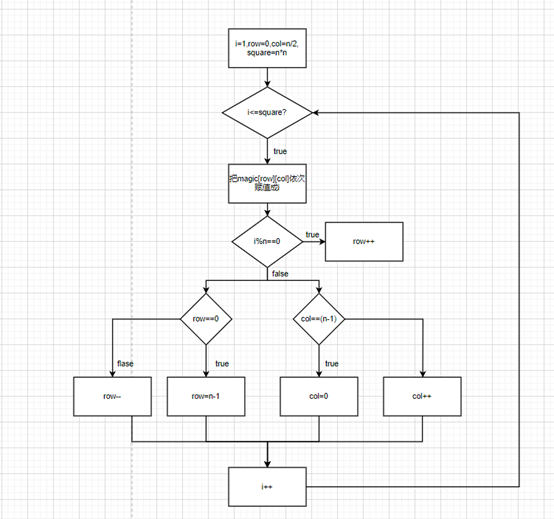 i=1,row=0,col=n/2,
square=n*n
i<=square?
true
把magic[row][col]依次
赋值成i
i%n==0
true
row++
false
row==0
col==(n-1)
flase
true
true
row--
row=n-1
col=0
col++
i++